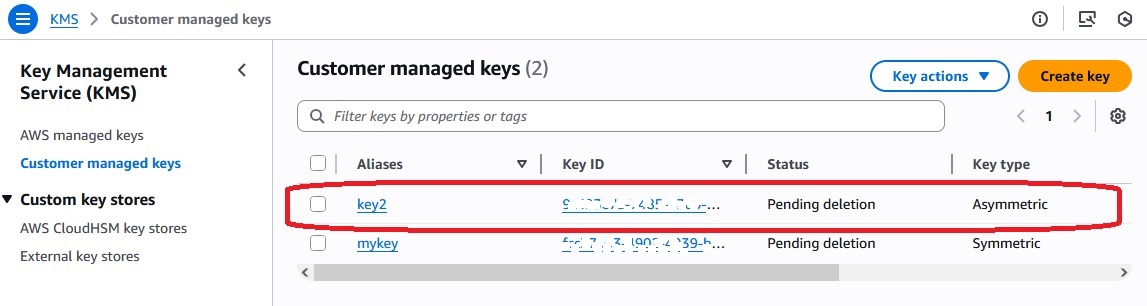 KMS > Customer managed keys
Key Management
Service (KMS)
AWS managed keys
Customer managed keys
Custom key stores
AWS CloudHSM key stores
External key stores
Customer managed keys (2)
Key actions
Create key
Filter keys by properties or tags
1
Aliases Key ID Status Key type
key2 Pending deletion Asymmetric
mykey Pending deletion Symmetric